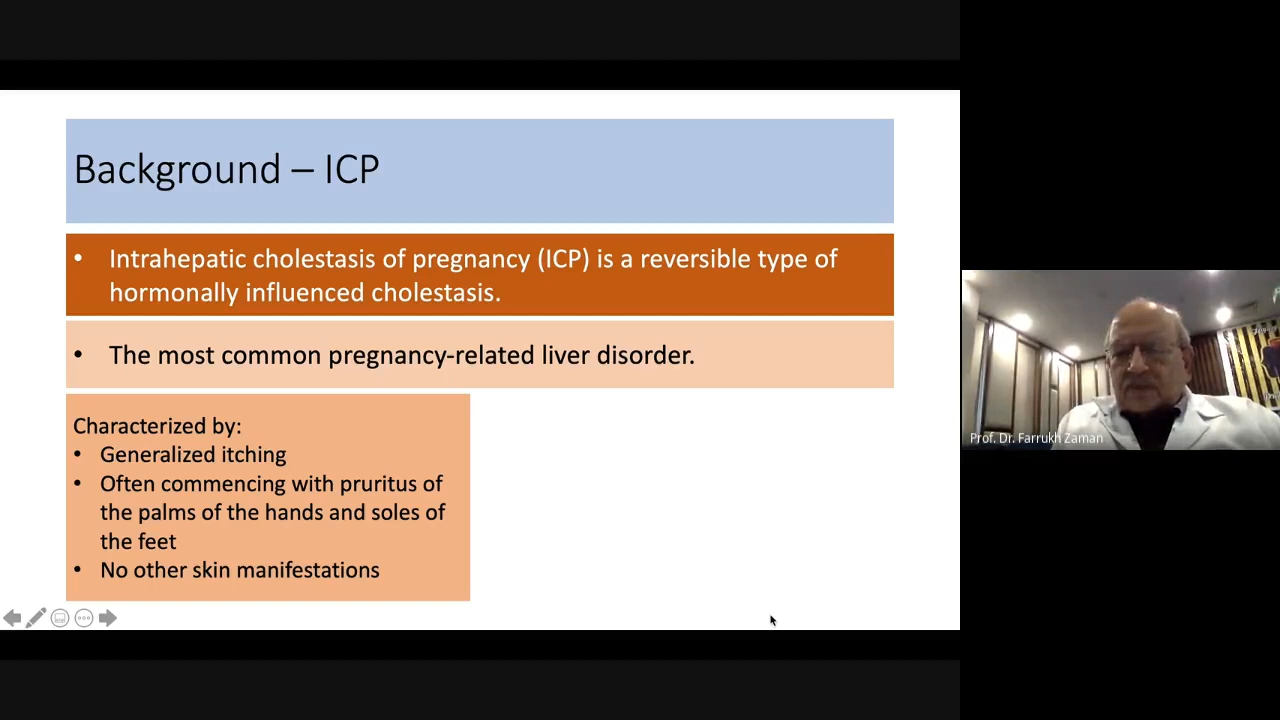 Background – ICP
• Intrahepatic cholestasis of pregnancy (ICP) is a reversible type of
hormonally influenced cholestasis.
• The most common pregnancy-related liver disorder.
Characterized by:
• Generalized itching
• Often commencing with pruritus of
the palms of the hands and soles of
the feet
• No other skin manifestations
Prof. Dr. Farrukh Zaman